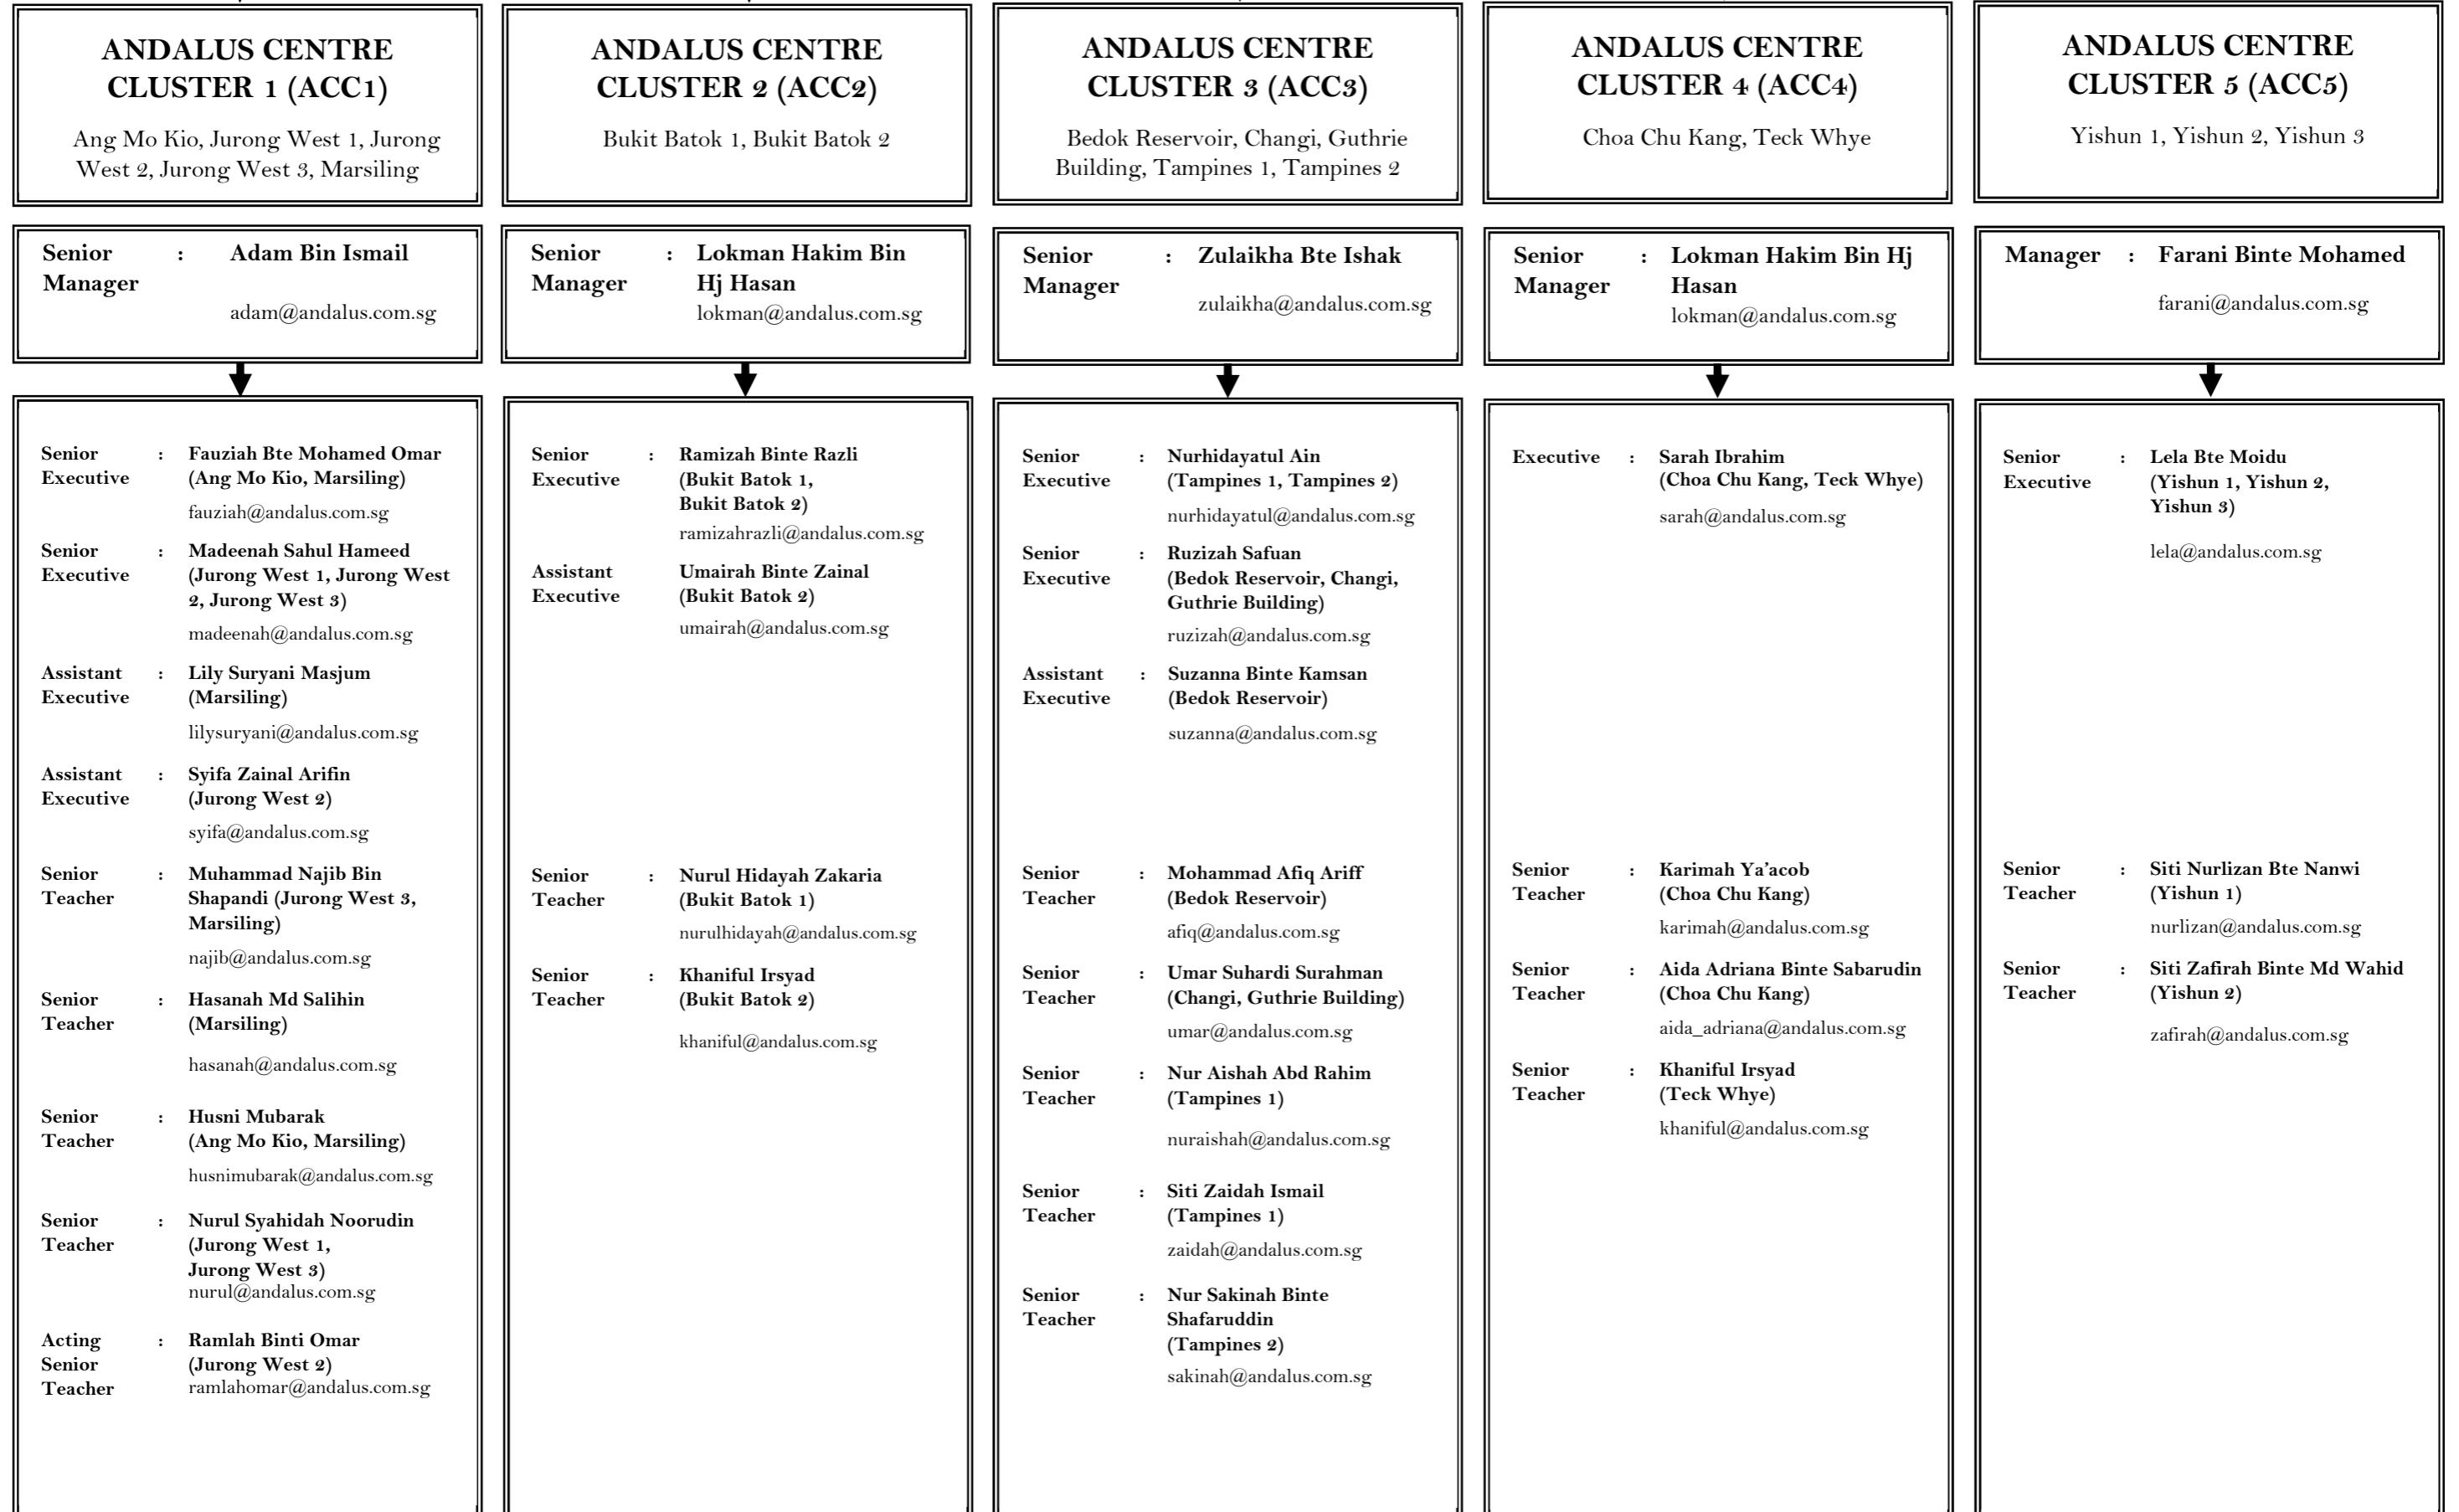 ANDALUS CENTRE
CLUSTER 1 (ACC1)
Ang Mo Kio, Jurong West 1, Jurong
West 2, Jurong West 3, Marsiling
Senior : Adam Bin Ismail
Manager
adam@andalus.com.sg
Senior : Fauziah Bte Mohamed Omar
Executive (Ang Mo Kio, Marsiling)
fauziah@andalus.com.sg
Senior : Madeenah Sahul Hameed
Executive (Jurong West 1, Jurong West
2, Jurong West 3)
madeenah@andalus.com.sg
Assistant : Lily Suryani Masjum
Executive (Marsiling)
lilysuryani@andalus.com.sg
Assistant : Syifa Zainal Arifin
Executive (Jurong West 2)
syifa@andalus.com.sg
Senior : Muhammad Najib Bin
Teacher Shapandi (Jurong West 3,
Marsiling)
najib@andalus.com.sg
Senior : Hasanah Md Salihin
Teacher (Marsiling)
hasanah@andalus.com.sg
Senior : Husni Mubarak
Teacher (Ang Mo Kio, Marsiling)
husnimubarak@andalus.com.sg
Senior : Nurul Syahidah Noorudin
Teacher (Jurong West 1,
Jurong West 3)
nurul@andalus.com.sg
Acting : Ramlah Binti Omar
Senior (Jurong West 2)
Teacher ramlahomar@andalus.com.sg
ANDALUS CENTRE
CLUSTER 2 (ACC2)
Bukit Batok 1, Bukit Batok 2
Senior : Lokman Hakim Bin
Manager Hj Hasan
lokman@andalus.com.sg
Senior : Ramizah Binte Razli
Executive (Bukit Batok 1,
Bukit Batok 2)
ramizahrazli@andalus.com.sg
Assistant Umairah Binte Zainal
Executive (Bukit Batok 2)
umairah@andalus.com.sg
Senior : Nurul Hidayah Zakaria
Teacher (Bukit Batok 1)
nurulhidayah@andalus.com.sg
Senior : Khaniful Irsyad
Teacher (Bukit Batok 2)
khaniful@andalus.com.sg
ANDALUS CENTRE
CLUSTER 3 (ACC3)
Bedok Reservoir, Changi, Guthrie
Building, Tampines 1, Tampines 2
Senior : Zulaikha Bte Ishak
Manager
zulaikha@andalus.com.sg
Senior : Nurhidayatul Ain
Executive (Tampines 1, Tampines 2)
nurhidayatul@andalus.com.sg
Senior : Ruzizah Safuan
Executive (Bedok Reservoir, Changi,
Guthrie Building)
ruzizah@andalus.com.sg
Assistant : Suzanna Binte Kamsan
Executive (Bedok Reservoir)
suzanna@andalus.com.sg
Senior : Mohammad Afiq Ariff
Teacher (Bedok Reservoir)
afiq@andalus.com.sg
Senior : Umar Suhardi Surahman
Teacher (Changi, Guthrie Building)
umar@andalus.com.sg
Senior : Nur Aishah Abd Rahim
Teacher (Tampines 1)
nuraishah@andalus.com.sg
Senior : Siti Zaidah Ismail
Teacher (Tampines 1)
zaidah@andalus.com.sg
Senior : Nur Sakinah Binte
Teacher Shafaruddin
(Tampines 2)
sakinah@andalus.com.sg
ANDALUS CENTRE
CLUSTER 4 (ACC4)
Choa Chu Kang, Teck Whye
Senior : Lokman Hakim Bin Hj
Manager Hasan
lokman@andalus.com.sg
Executive : Sarah Ibrahim
(Choa Chu Kang, Teck Whye)
sarah@andalus.com.sg
Senior : Karimah Ya’acob
Teacher (Choa Chu Kang)
karimah@andalus.com.sg
Senior : Aida Adriana Binte Sabarudin
Teacher (Choa Chu Kang)
aida_adriana@andalus.com.sg
Senior : Khaniful Irsyad
Teacher (Teck Whye)
khaniful@andalus.com.sg
ANDALUS CENTRE
CLUSTER 5 (ACC5)
Yishun 1, Yishun 2, Yishun 3
Manager : Farani Binte Mohamed
farani@andalus.com.sg
Senior : Lela Bte Moidu
Executive (Yishun 1, Yishun 2,
Yishun 3)
lela@andalus.com.sg
Senior : Siti Nurlizan Bte Nanwi
Teacher (Yishun 1)
nurlizan@andalus.com.sg
Senior : Siti Zafirah Binte Md Wahid
Teacher (Yishun 2)
zafirah@andalus.com.sg